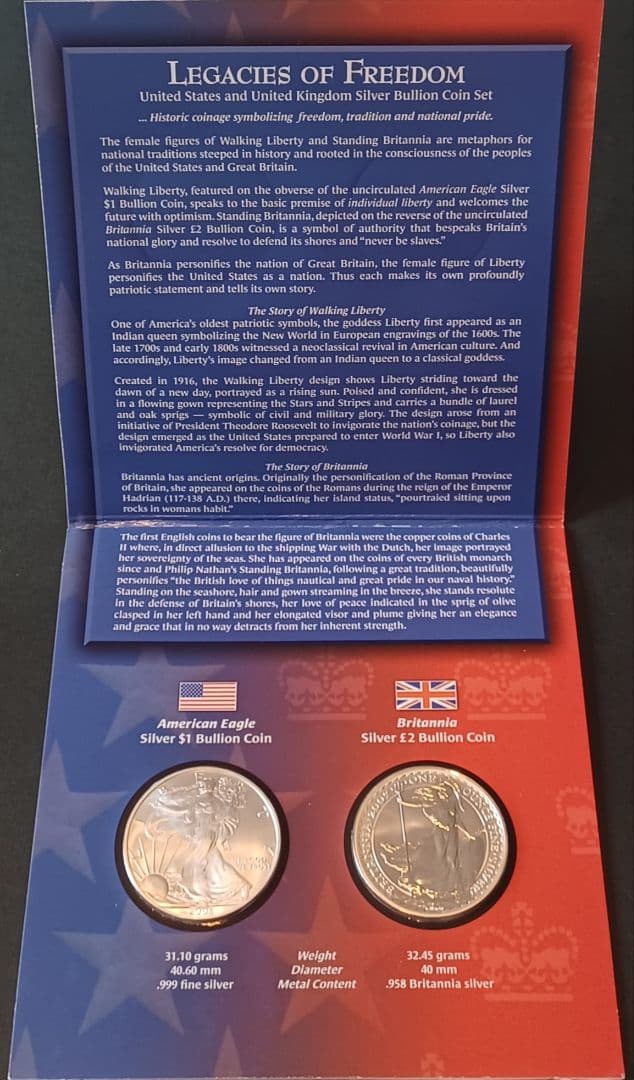 LEGACIES OF FREEDOM
United States and United Kingdom Silver Bullion Coin Set
... Historic coinage symbolizing freedom, tradition and national pride.
The female figures of Walking Liberty and Standing Britannia are metaphors for
national traditions steeped in history and rooted in the consciousness of the peoples
of the United States and Great Britain.
Walking Liberty, featured on the obverse of the uncirculated American Eagle Silver
$1 Bullion Coin, speaks to the basic premise of individual liberty and welcomes the
future with optimism. Standing Britannia, depicted on the reverse of the uncirculated
Britannia Silver £2 Bullion Coin, is a symbol of authority that bespeaks Britain's
national glory and resolve to defend its shores and "never be slaves."
As Britannia personifies the nation of Great Britain, the female figure of Liberty
personifies the United States as a nation. Thus each makes its own profoundly
patriotic statement and tells its own story.
The Story of Walking Liberty
One of America's oldest patriotic symbols, the goddess Liberty first appeared as an
Indian queen symbolizing the New World in European engravings of the 1600s. The
late 1700s and early 1800s witnessed a neoclassical revival in American culture. And
accordingly, Liberty's image changed from an Indian queen to a classical goddess.
Created in 1916, the Walking Liberty design shows Liberty striding toward the
dawn of a new day, portrayed as a rising sun. Poised and confident, she is dressed
in a flowing gown representing the Stars and Stripes and carries a bundle of laurel
and oak sprigs — symbolic of civil and military glory. The design arose from an
initiative of President Theodore Roosevelt to invigorate the nation's coinage, but the
design emerged as the United States prepared to enter World War I, so Liberty also
invigorated America's resolve for democracy.
The Story of Britannia
Britannia has ancient origins. Originally the personification of the Roman Province
of Britain, she appeared on the coins of the Romans during the reign of the Emperor
Hadrian (117-138 A.D.) there, indicating her island status, "pourtraied sitting upon
rocks in womans habit."
The first English coins to bear the figure of Britannia were the copper coins of Charles
II where, in direct allusion to the shipping War with the Dutch, her image portrayed
her sovereignty of the seas. She has appeared on the coins of every British monarch
since and Philip Nathan's Standing Britannia, following a great tradition, beautifully
personifies "the British love of things nautical and great pride in our naval history."
Standing on the seashore, hair and gown streaming in the breeze, she stands resolute
in the defense of Britain's shores, her love of peace indicated in the sprig of olive
clasped in her left hand and her elongated visor and plume giving her an elegance
and grace that in no way detracts from her inherent strength.
American Eagle
Silver $1 Bullion Coin
Britannia
Silver £2 Bullion Coin
31.10 grams Weight 32.45 grams
40.60 mm Diameter 40 mm
.999 fine silver Metal Content .958 Britannia silver